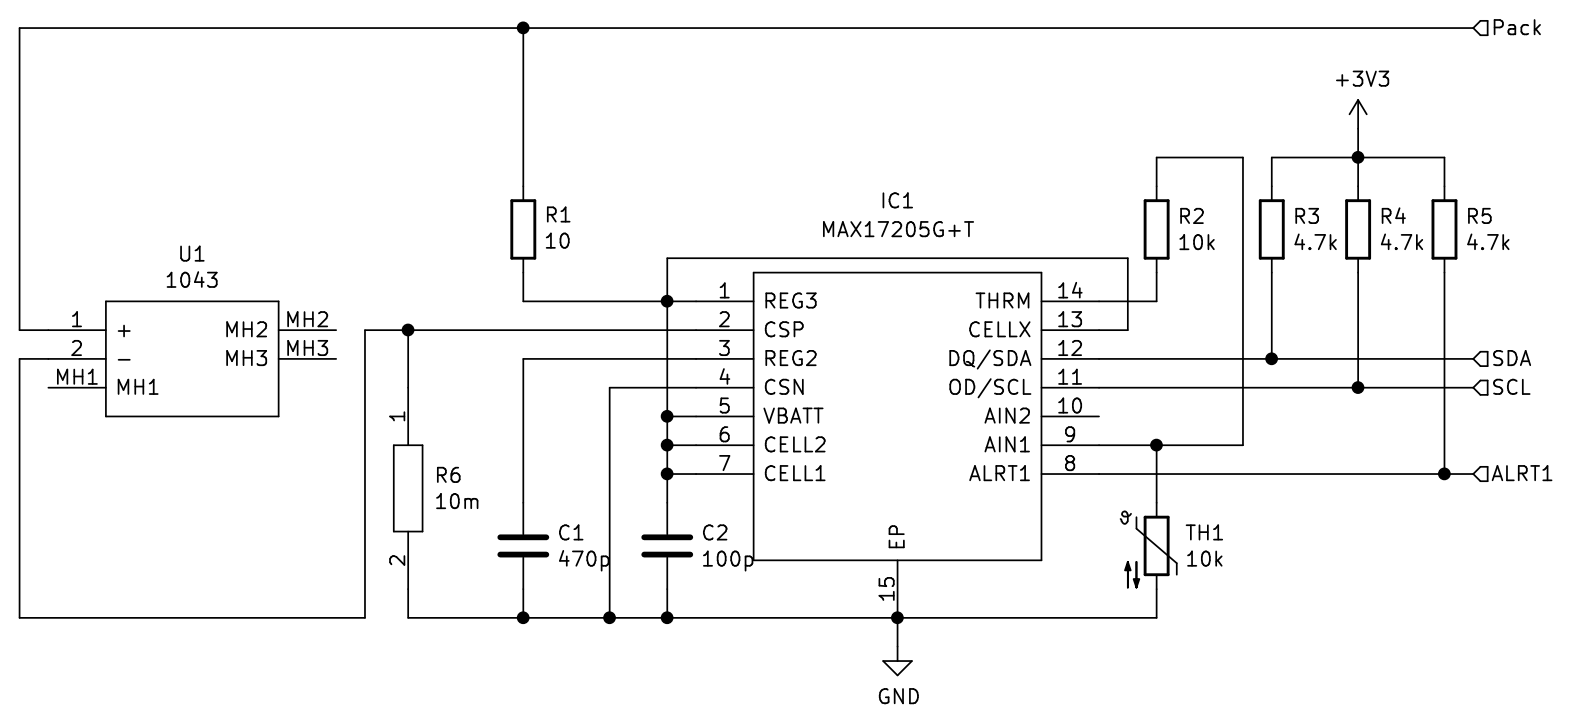 Pack
+3V3
IC1
MAX17205G+T
R1
10
R2
10k
R3
4.7k
R4
4.7k
R5
4.7k
U1
1043
1
+
2
−
MH1
MH1
MH2
MH2
MH3
MH3
1
REG3
2
CSP
3
REG2
4
CSN
5
VBATT
6
CELL2
7
CELL1
THRM
14
CELLX
13
DQ/SDA
12
OD/SCL
11
AIN2
10
AIN1
9
ALRT1
8
EP
15
SDA
SCL
ALRT1
1
R6
10m
2
C1
470p
C2
100p
ϑ
TH1
10k
GND